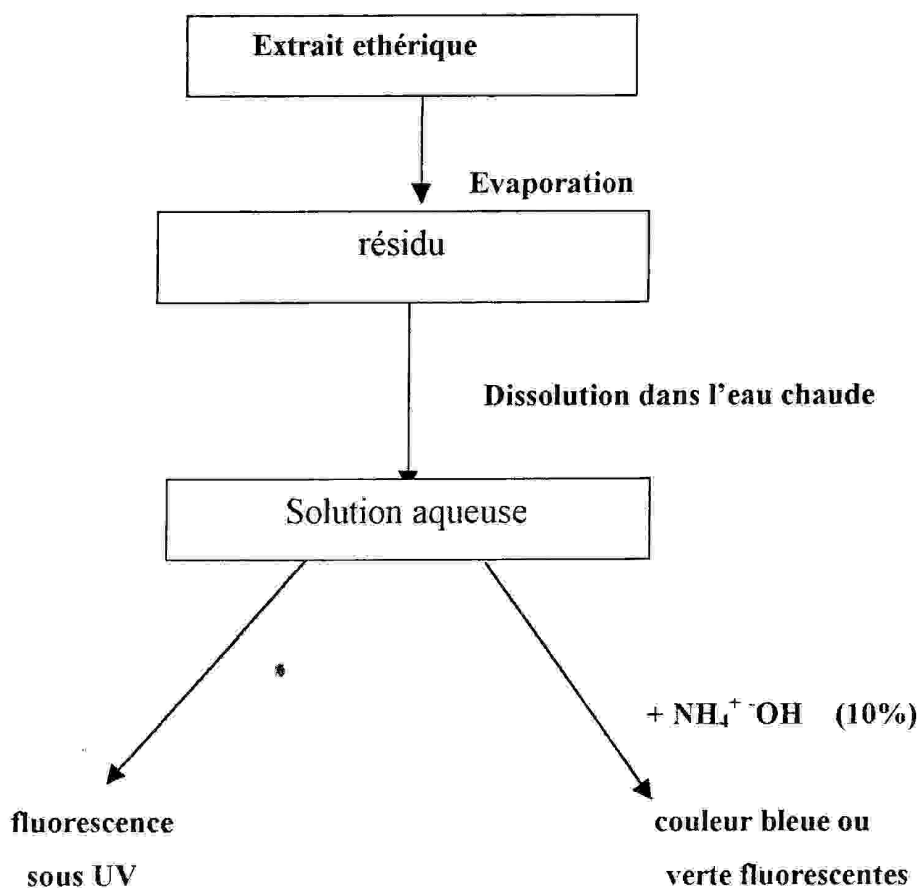 Extrait ethérique
Evaporation
résidu
Dissolution dans l'eau chaude
Solution aqueuse
+ NH₄⁺ ⁻OH (10%)
fluorescence
sous UV
couleur bleue ou
verte fluorescentes